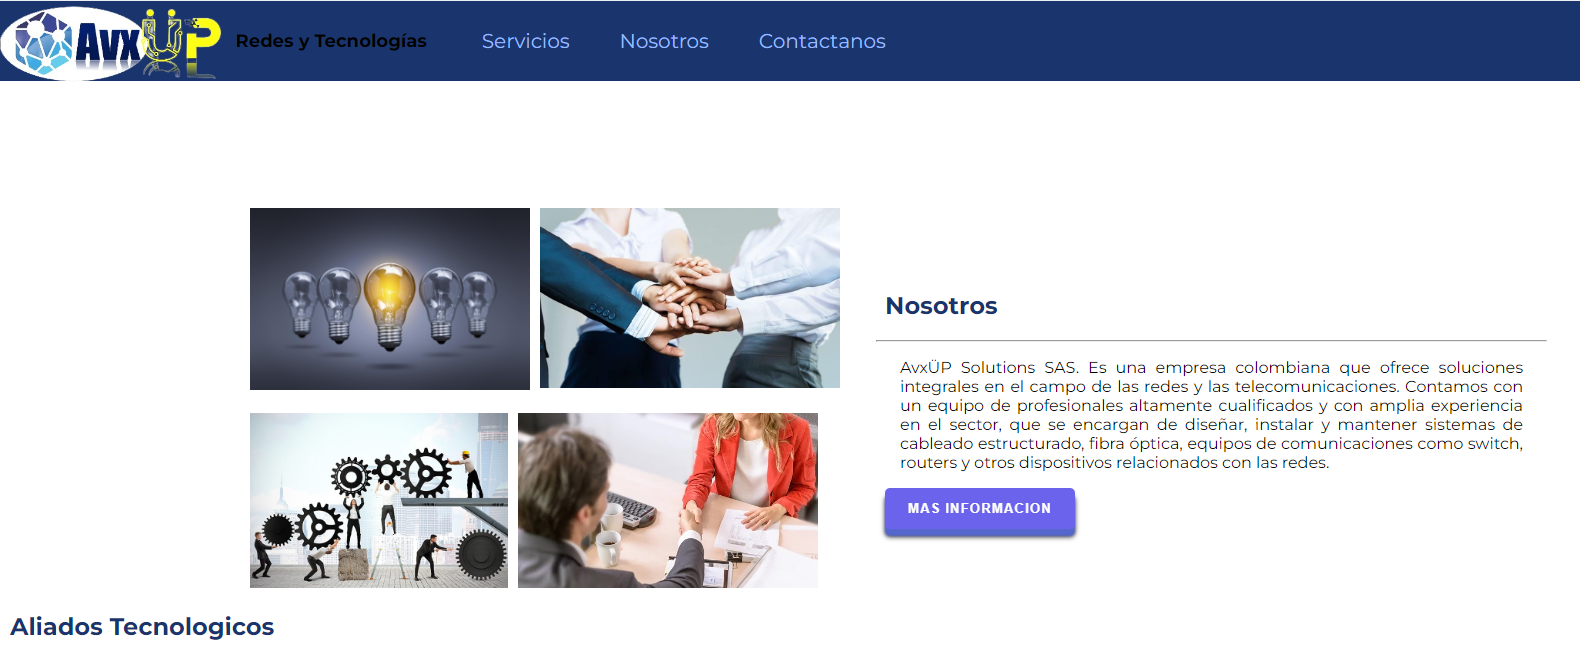 AvxÜP
Redes y Tecnologías
Servicios
Nosotros
Contactanos
Nosotros
AvxÜP Solutions SAS. Es una empresa colombiana que ofrece soluciones
integrales en el campo de las redes y las telecomunicaciones. Contamos con
un equipo de profesionales altamente cualificados y con amplia experiencia
en el sector, que se encargan de diseñar, instalar y mantener sistemas de
cableado estructurado, fibra óptica, equipos de comunicaciones como switch,
routers y otros dispositivos relacionados con las redes.
MAS INFORMACION
Aliados Tecnologicos